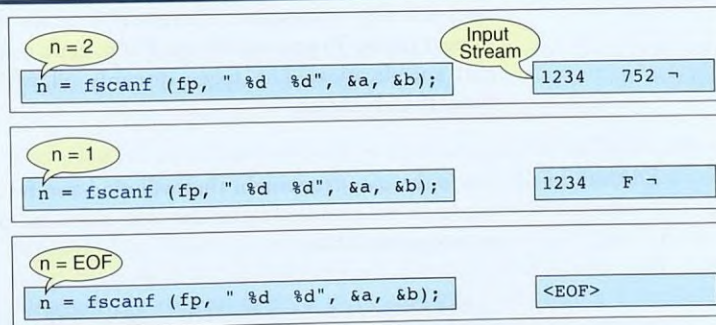 n = 2
Input
Stream
n = fscanf (fp, " %d %d", &a, &b);
1234 752 ¬
n = 1
n = fscanf (fp, " %d %d", &a, &b);
1234 F ¬
n = EOF
n = fscanf (fp, " %d %d", &a, &b);
<EOF>